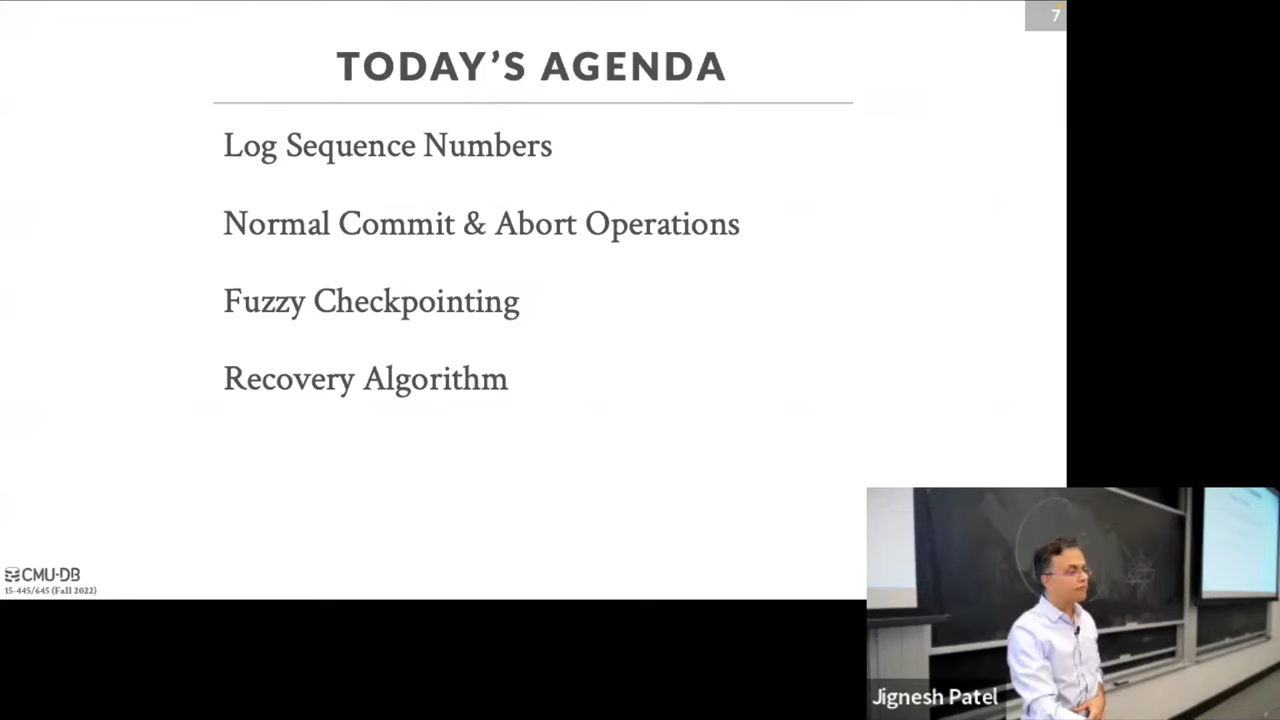 7
TODAY'S AGENDA
Log Sequence Numbers
Normal Commit & Abort Operations
Fuzzy Checkpointing
Recovery Algorithm
CMU·DB
15-445/645 (Fall 2022)
Jignesh Patel